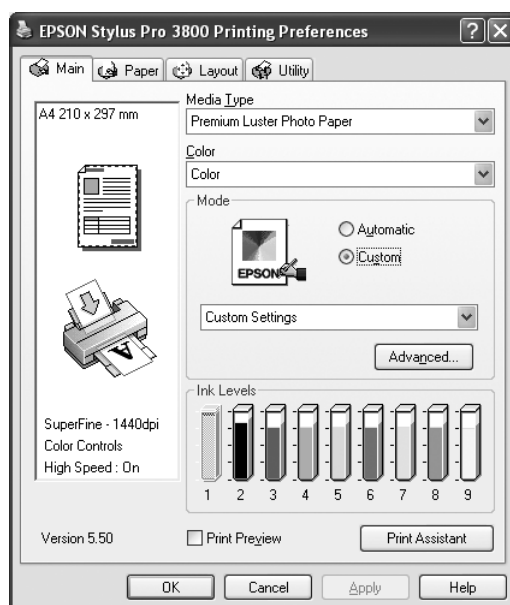 EPSON Stylus Pro 3800 Printing Preferences
Main
Paper
Layout
Utility
A4 210 x 297 mm
Media Type
Premium Luster Photo Paper
Color
Color
Mode
Automatic
Custom
EPSON
Custom Settings
Advanced...
A
Ink Levels
SuperFine - 1440dpi
Color Controls
High Speed : On
1 2 3 4 5 6 7 8 9
Version 5.50
Print Preview
Print Assistant
OK
Cancel
Apply
Help